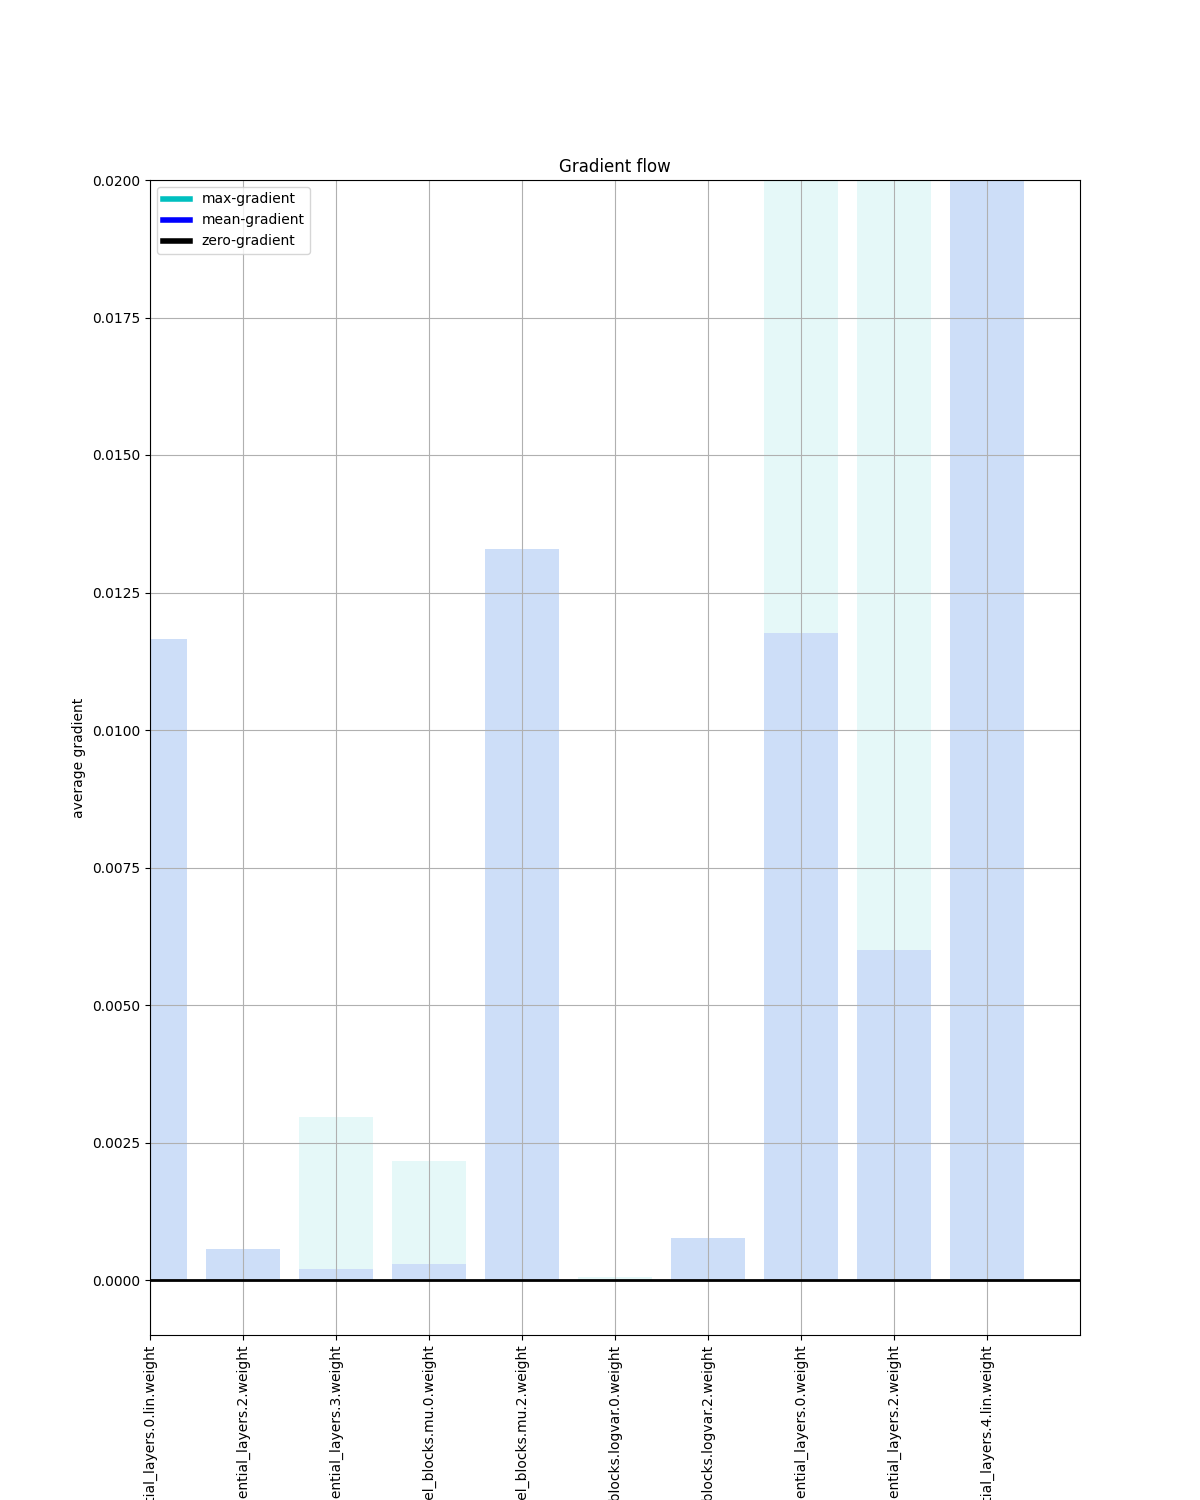 Gradient flow
max-gradient
mean-gradient
zero-gradient
0.0200
0.0175
0.0150
0.0125
0.0100
0.0075
0.0050
0.0025
0.0000
average gradient
tial_layers.0.lin.weight
ential_layers.2.weight
ential_layers.3.weight
el_blocks.mu.0.weight
el_blocks.mu.2.weight
blocks.logvar.0.weight
blocks.logvar.2.weight
ential_layers.0.weight
ential_layers.2.weight
tial_layers.4.lin.weight